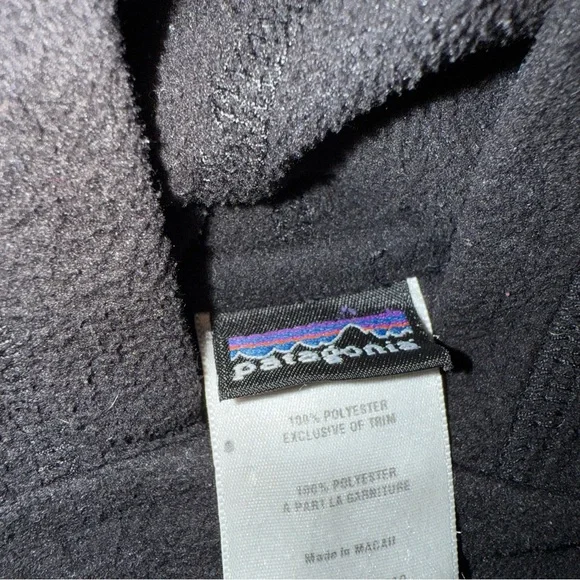 patagonia
100% POLYESTER
EXCLUSIVE OF TRIM
100% POLYESTER
A PART LA GARNITURE
Made in MACAU